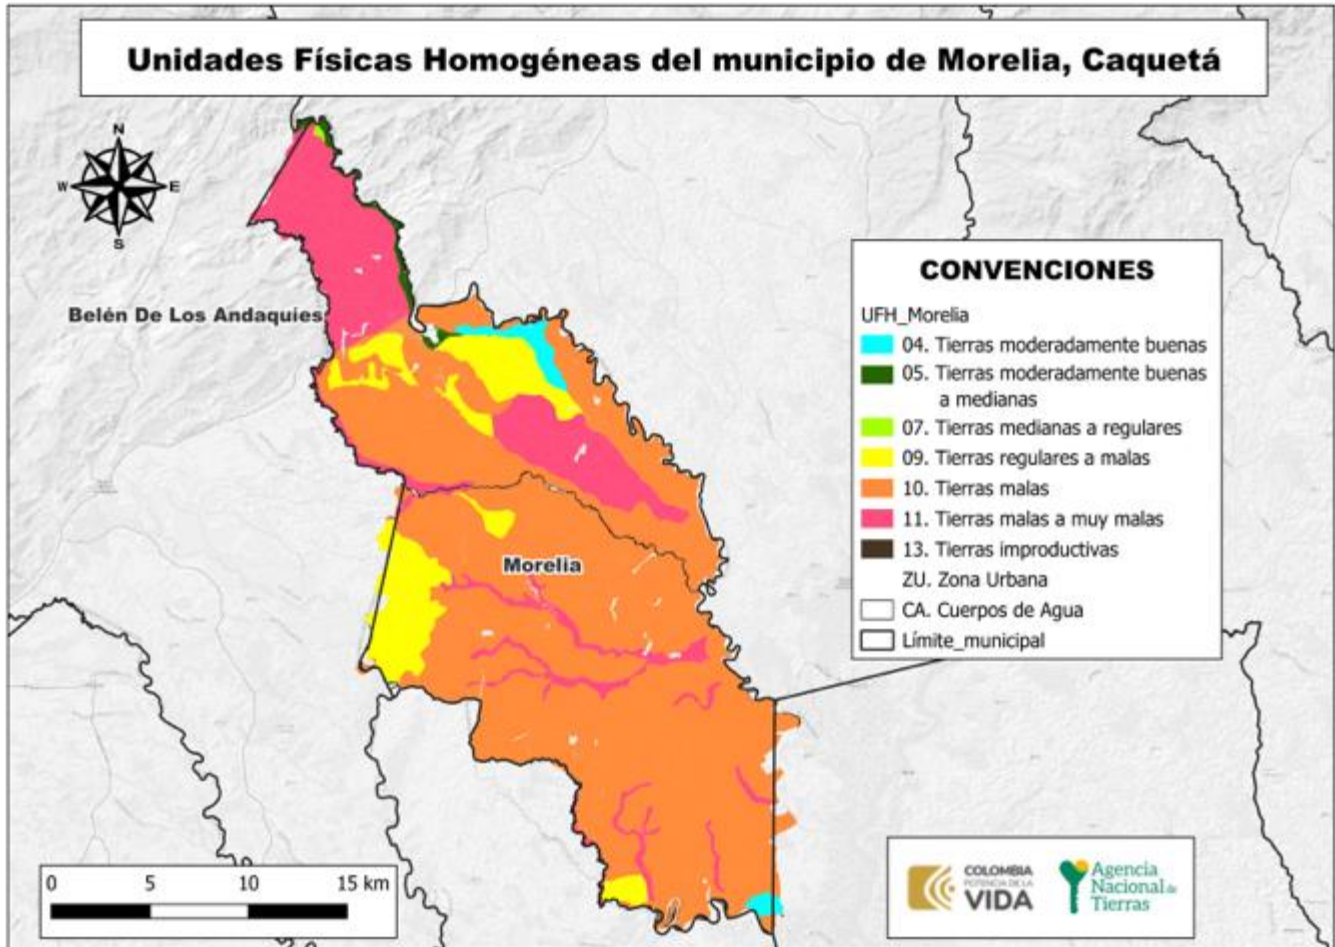 Unidades Físicas Homogéneas del municipio de Morelia, Caquetá
N
W
E
S
Belén De Los Andaquíes
Morelia
CONVENCIONES
UFH_Morelia
04. Tierras moderadamente buenas
05. Tierras moderadamente buenas
a medianas
07. Tierras medianas a regulares
09. Tierras regulares a malas
10. Tierras malas
11. Tierras malas a muy malas
13. Tierras improductivas
ZU. Zona Urbana
CA. Cuerpos de Agua
Límite_municipal
0 5 10 15 km
COLOMBIA
POTENCIA DE LA
VIDA
Agencia
Nacional de
Tierras